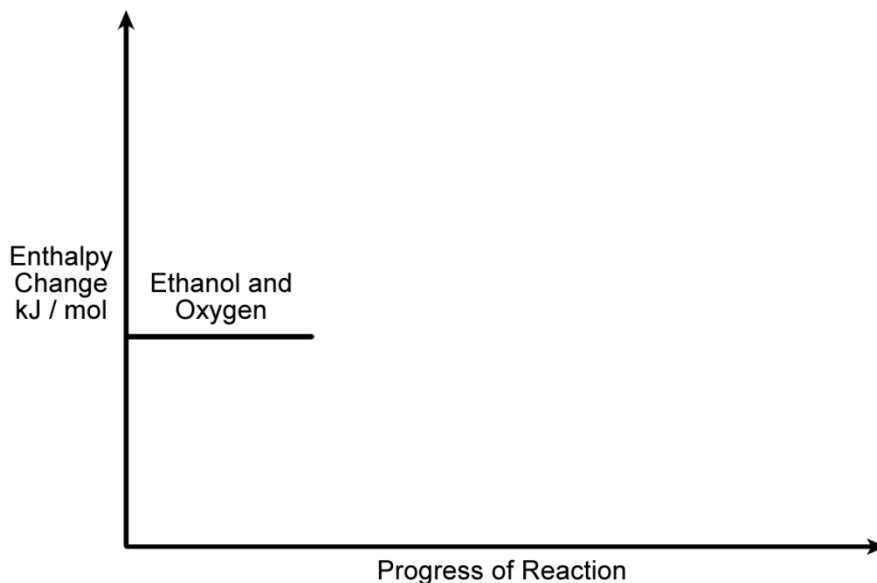 Enthalpy
Change
kJ / mol
Ethanol and
Oxygen
Progress of Reaction